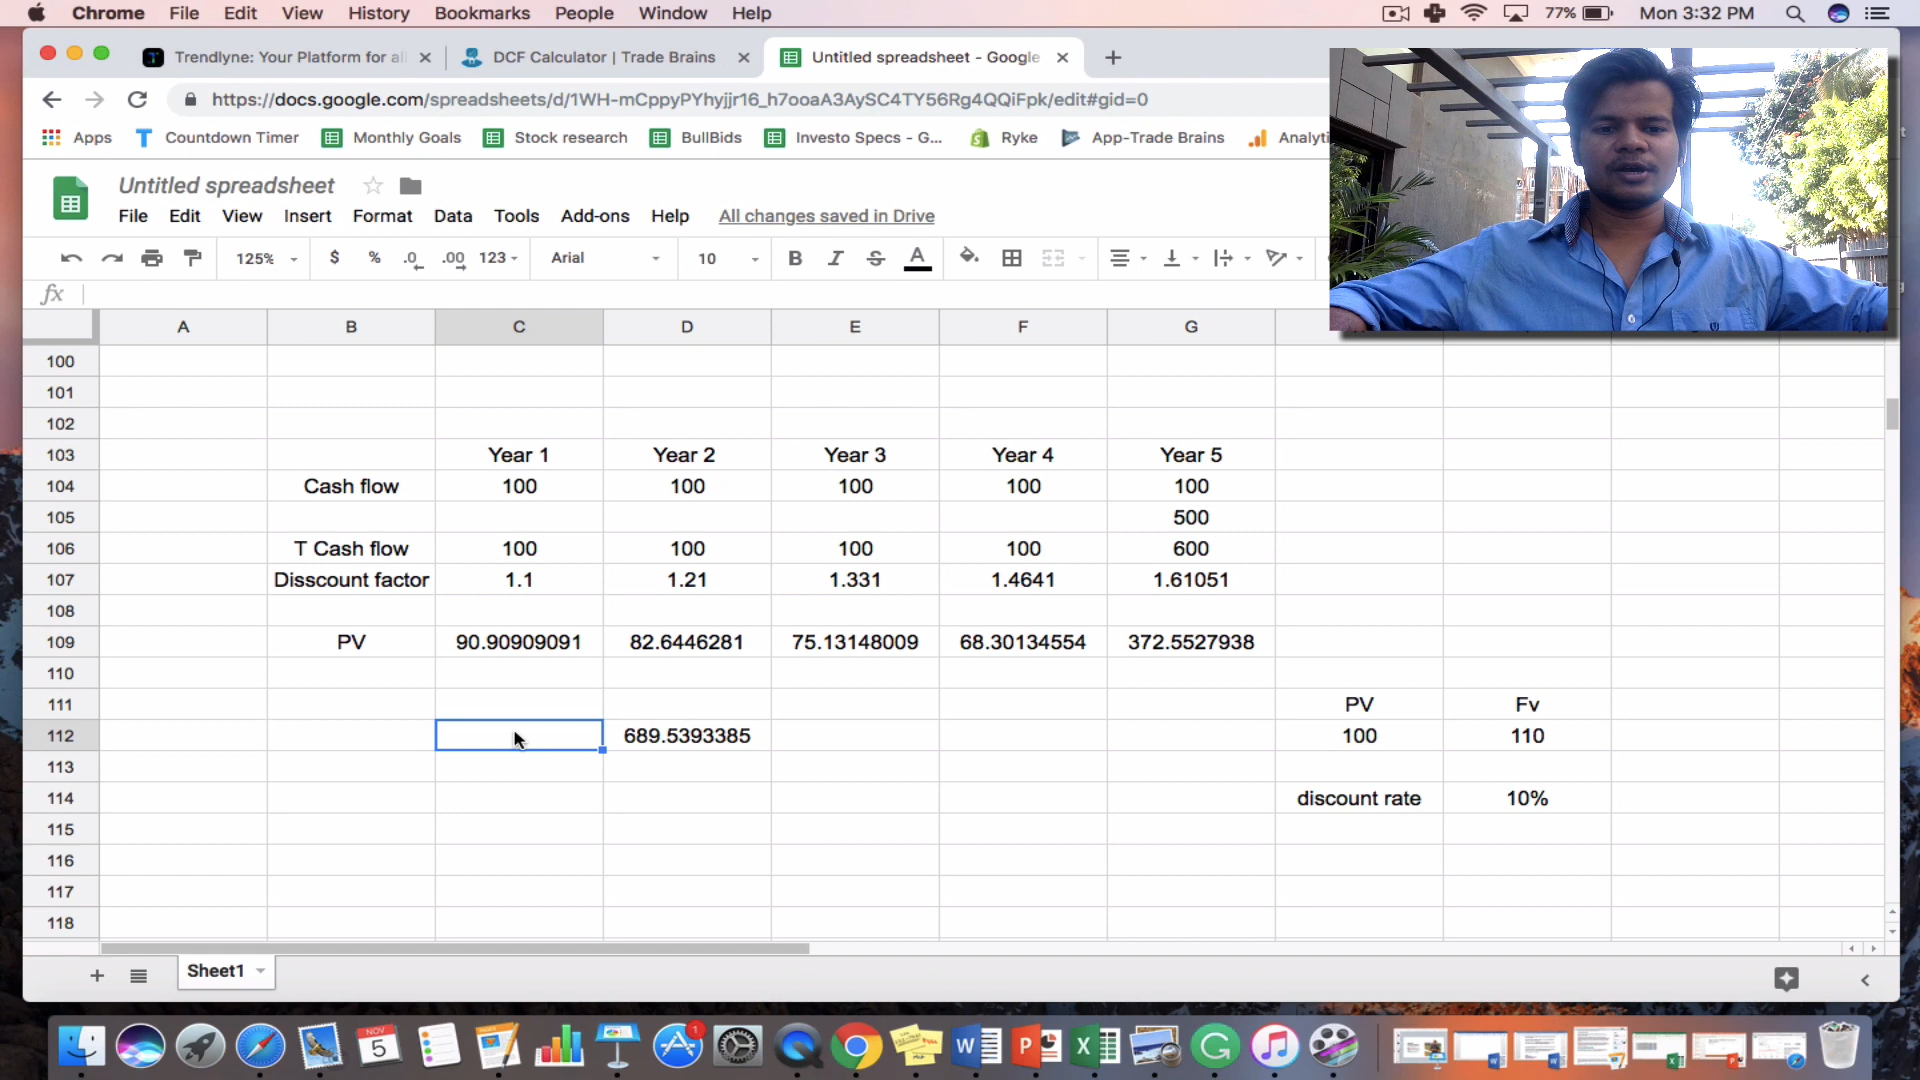 Chrome File Edit View History Bookmarks People Window Help 77% Mon 3:32 PM
Trendlyne: Your Platform for al DCF Calculator | Trade Brains Untitled spreadsheet - Google
https://docs.google.com/spreadsheets/d/1WH-mCppyPYhyjjr16_h7ooaA3AySC4TY56Rg4QQiFpk/edit#gid=0
Apps Countdown Timer Monthly Goals Stock research BullBids Investo Specs - G... Ryke App-Trade Brains Analyti
Untitled spreadsheet
File Edit View Insert Format Data Tools Add-ons Help All changes saved in Drive
125% $ % .0 .00 123 Arial 10 B I S A
fx
A B C D E F G
100
101
102
103 Year 1 Year 2 Year 3 Year 4 Year 5
104 Cash flow 100 100 100 100 100
105 500
106 T Cash flow 100 100 100 100 600
107 Disscount factor 1.1 1.21 1.331 1.4641 1.61051
108
109 PV 90.90909091 82.6446281 75.13148009 68.30134554 372.5527938
110
111 PV Fv
112 689.5393385 100 110
113
114 discount rate 10%
115
116
117
118
Sheet1
NOV
5
1
W P X G